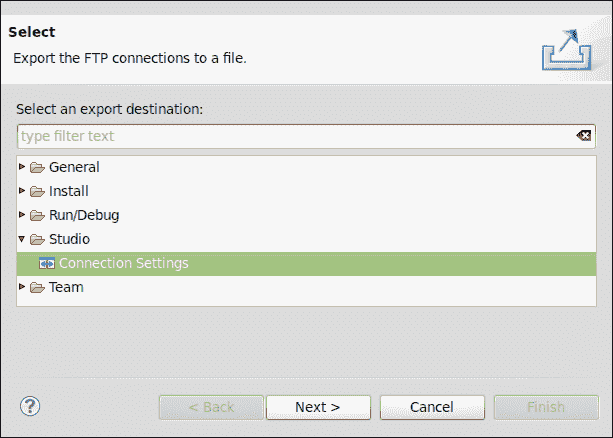 Select
Export the FTP connections to a file.
Select an export destination:
type filter text
General
Install
Run/Debug
Studio
Connection Settings
Team
?
< Back
Next >
Cancel
Finish